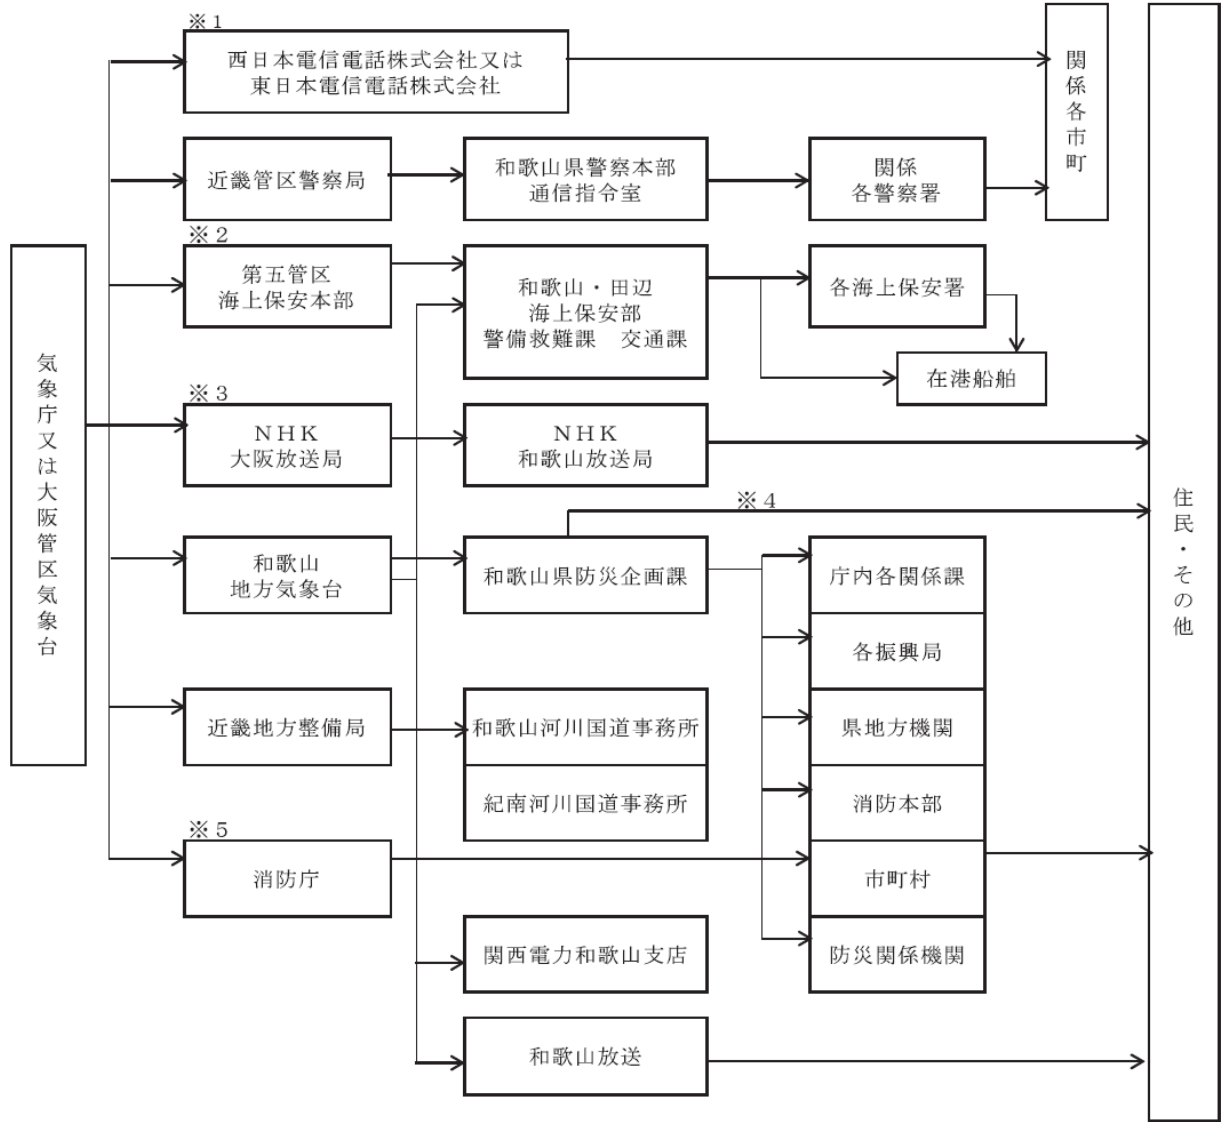 ※１
西日本電信電話株式会社又は
東日本電信電話株式会社
関係各市町
近畿管区警察局
和歌山県警察本部
通信指令室
関係
各警察署
※２
第五管区
海上保安本部
和歌山・田辺
海上保安部
警備救難課　交通課
各海上保安署
在港船舶
気象庁又は大阪管区気象台
※３
ＮＨＫ
大阪放送局
ＮＨＫ
和歌山放送局
※４
住民・その他
和歌山
地方気象台
和歌山県防災企画課
庁内各関係課
各振興局
近畿地方整備局
和歌山河川国道事務所
県地方機関
紀南河川国道事務所
消防本部
※５
消防庁
市町村
関西電力和歌山支店
防災関係機関
和歌山放送